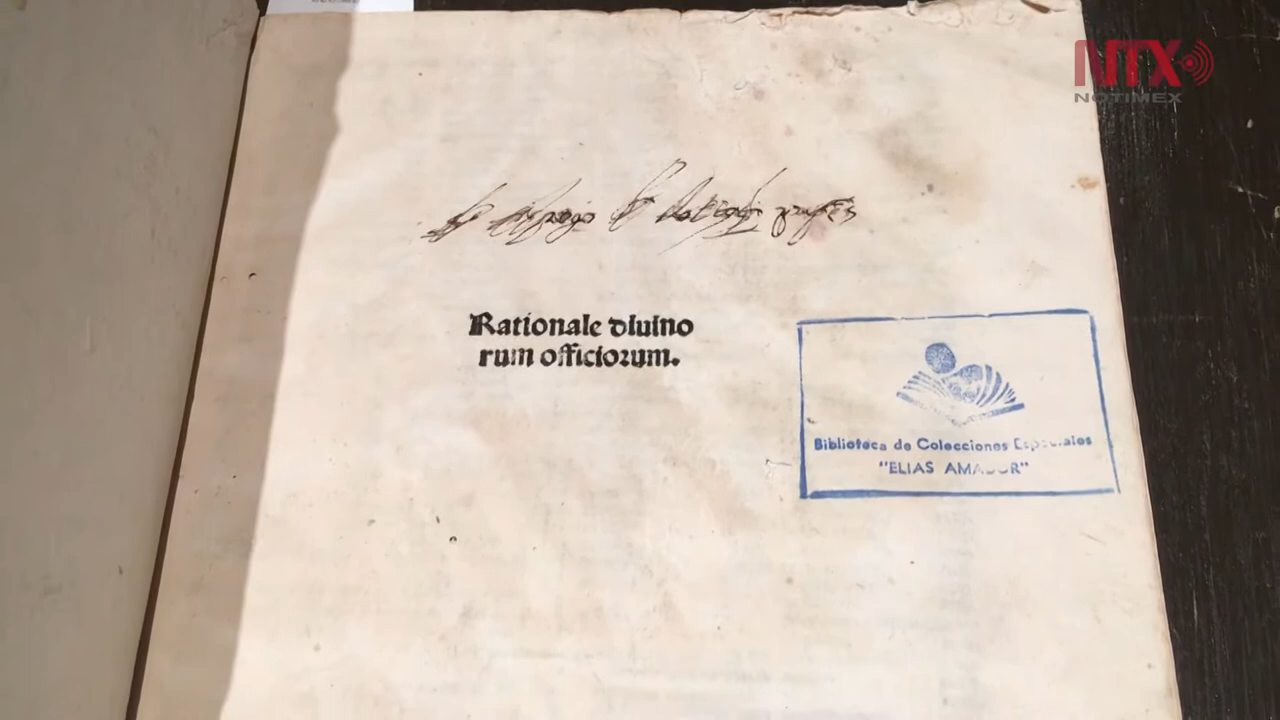 NTX
NOTIMEX
Rationale diuino
rum officiorum.
Biblioteca de Colecciones Especiales
"ELIAS AMADOR"